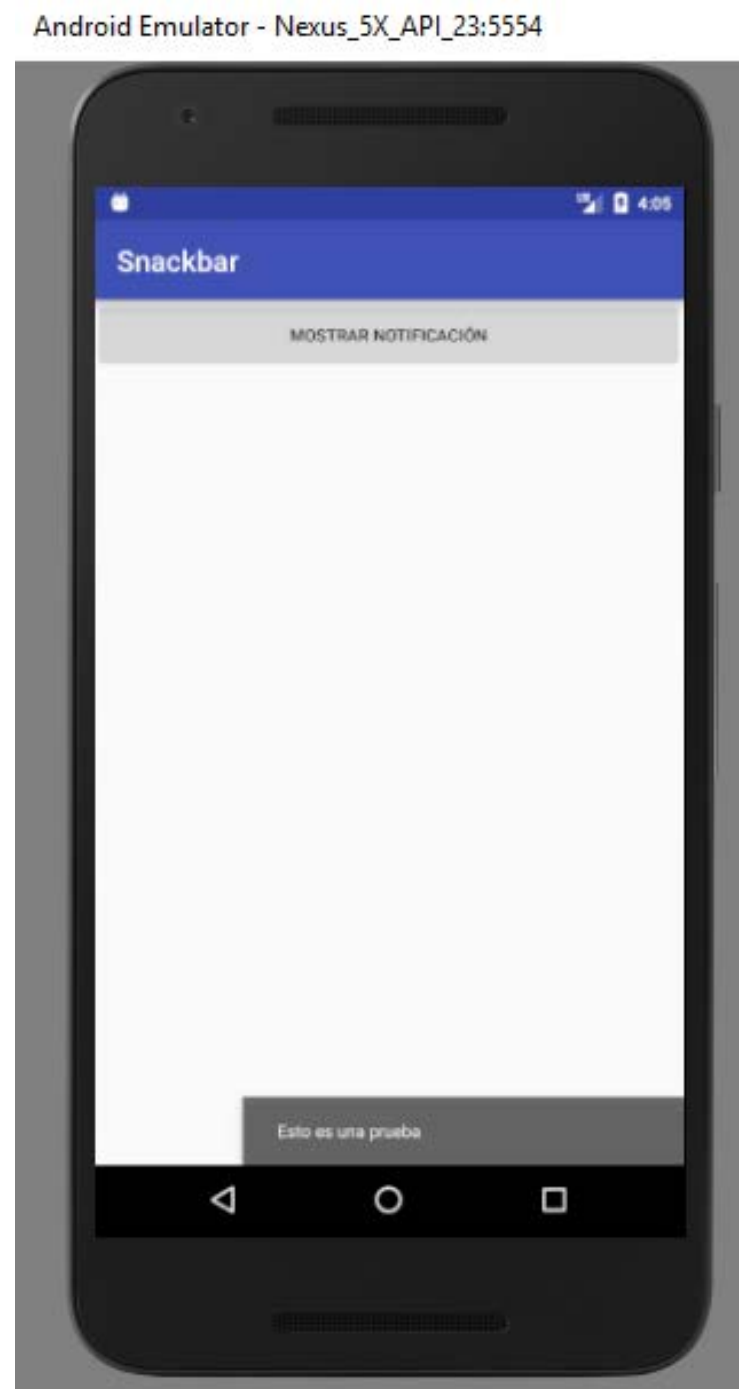 Android Emulator - Nexus_5X_API_23:5554
4:05
Snackbar
MOSTRAR NOTIFICACIÓN
Esto es una prueba